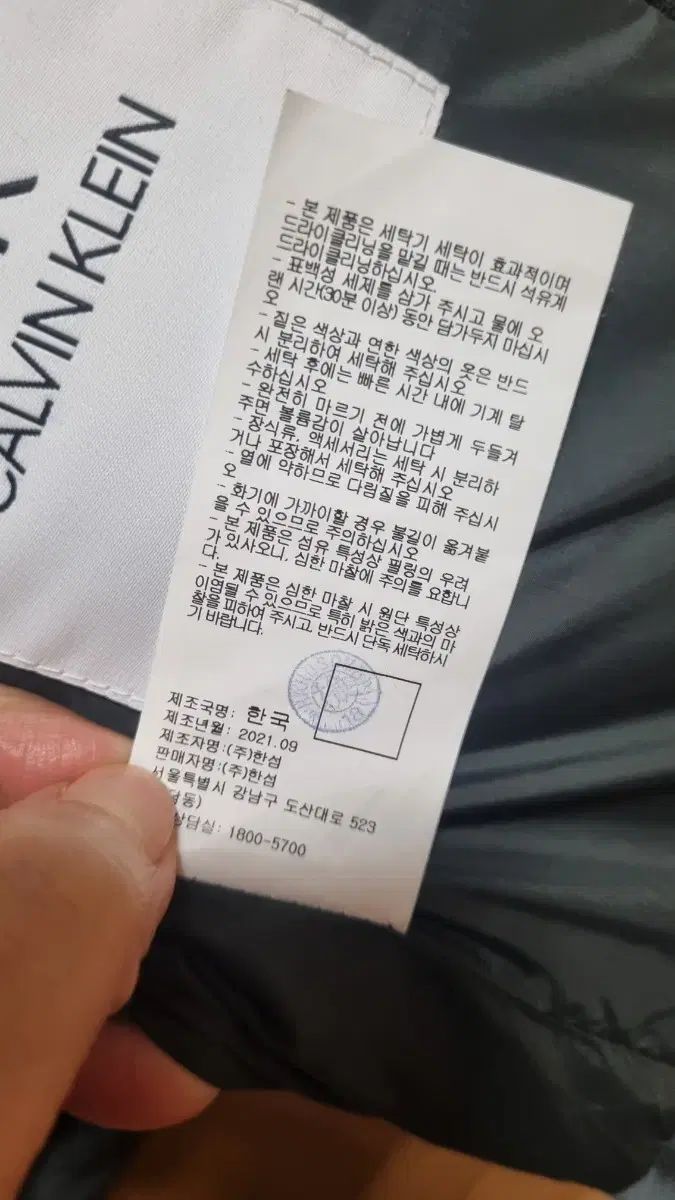 CALVIN KLEIN
- 본 제품은 세탁기 세탁이 효과적이며
드라이클리닝을 맡길 때는 반드시 석유계
드라이클리닝하십시오.
- 표백성 세제를 삼가 주시고 물에 오
랜 시간(30분 이상) 동안 담가두지 마십시
오
- 짙은 색상과 연한 색상의 옷은 반드
시 분리하여 세탁해 주십시오
- 세탁 후에는 빠른 시간 내에 기계 탈
수하십시오
- 완전히 마르기 전에 가볍게 두들겨
주면 볼륨감이 살아납니다
- 장식류, 액세서리는 세탁 시 분리하
거나 포장해서 세탁해 주십시오
- 열에 약하므로 다림질을 피해 주십시
오
- 화기에 가까이할 경우 불길이 옮겨붙
을 수 있으므로 주의하십시오
- 본 제품은 섬유 특성상 필링의 우려
가 있사오니, 심한 마찰에 주의를 요합니
다.
- 본 제품은 심한 마찰 시 원단 특성상
이염될 수 있으므로 특히 밝은 색과의 마
찰을 피하여 주시고, 반드시 단독 세탁하시
기 바랍니다.
제조국명: 한국
제조년월: 2021.09
제조자명:(주)한섬
판매자명:(주)한섬
서울특별시 강남구 도산대로 523
담동)
상담실: 1800-5700